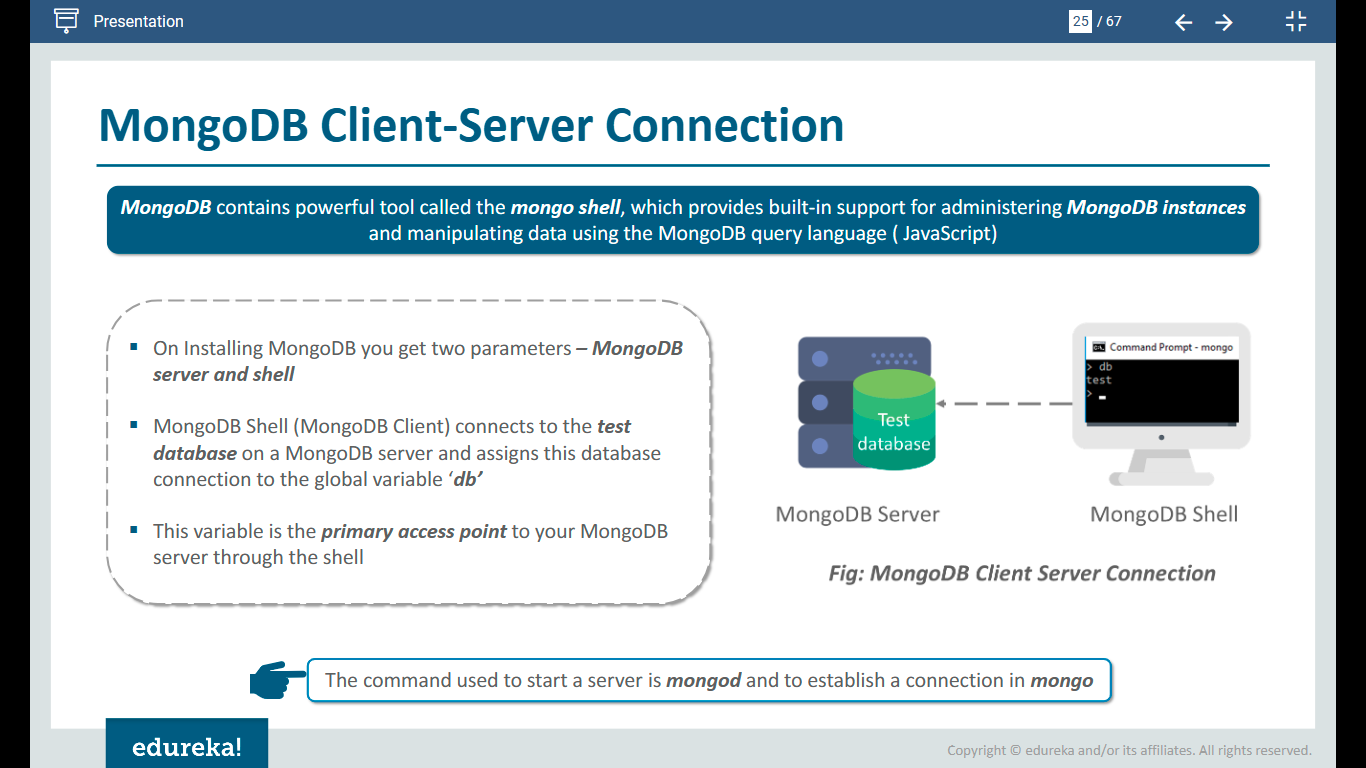 Presentation
25 / 67
MongoDB Client-Server Connection
MongoDB contains powerful tool called the mongo shell, which provides built-in support for administering MongoDB instances
and manipulating data using the MongoDB query language ( JavaScript)
▪ On Installing MongoDB you get two parameters – MongoDB
server and shell
▪ MongoDB Shell (MongoDB Client) connects to the test
database on a MongoDB server and assigns this database
connection to the global variable ‘db’
▪ This variable is the primary access point to your MongoDB
server through the shell
Test
database
MongoDB Server
Command Prompt - mongo
> db
test
>
MongoDB Shell
Fig: MongoDB Client Server Connection
The command used to start a server is mongod and to establish a connection in mongo
edureka!
Copyright © edureka and/or its affiliates. All rights reserved.